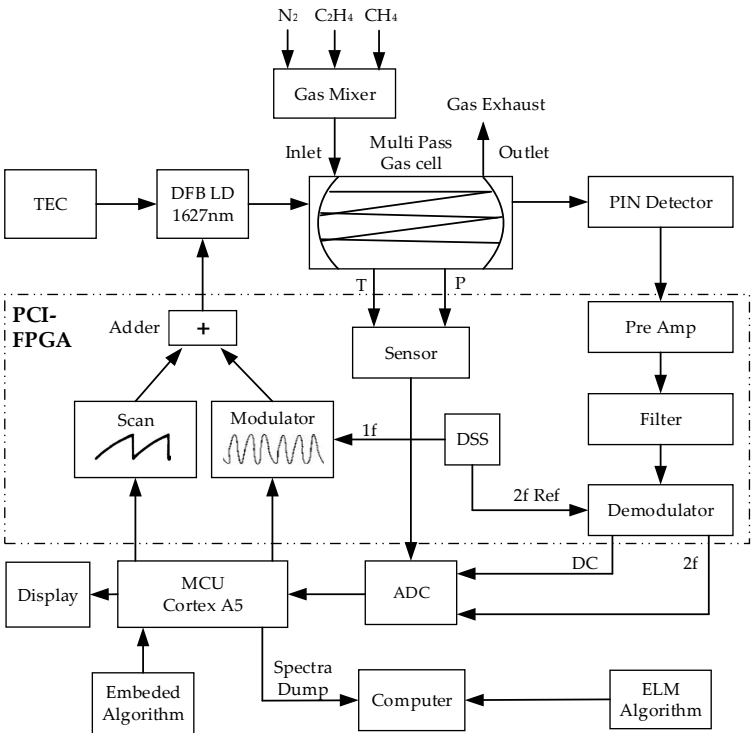 N₂ C₂H₄ CH₄
Gas Mixer
Gas Exhaust
Inlet
Multi Pass
Gas cell
Outlet
TEC
DFB LD
1627nm
PIN Detector
T
P
PCI-
FPGA
Adder
+
Sensor
Pre Amp
Scan
Modulator
1f
DSS
Filter
2f Ref
Demodulator
DC
2f
Display
MCU
Cortex A5
ADC
Embeded
Algorithm
Spectra
Dump
Computer
ELM
Algorithm